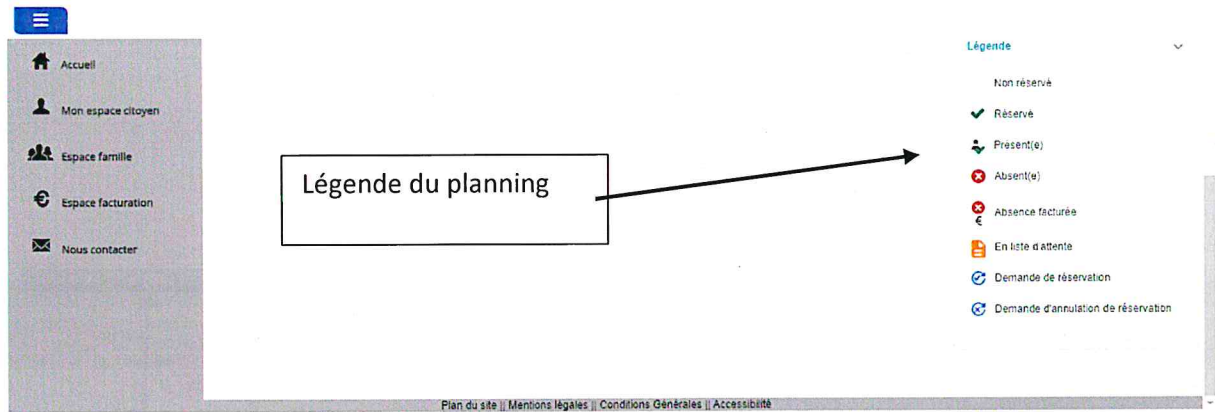 Accueil
Mon espace citoyen
Espace famille
Espace facturation
Nous contacter
Légende du planning
Légende
Non réservé
Réservé
Présent(e)
Absent(e)
Absence facturée
En liste d'attente
Demande de réservation
Demande d'annulation de réservation
Plan du site || Mentions légales || Conditions Générales || Accessibilité